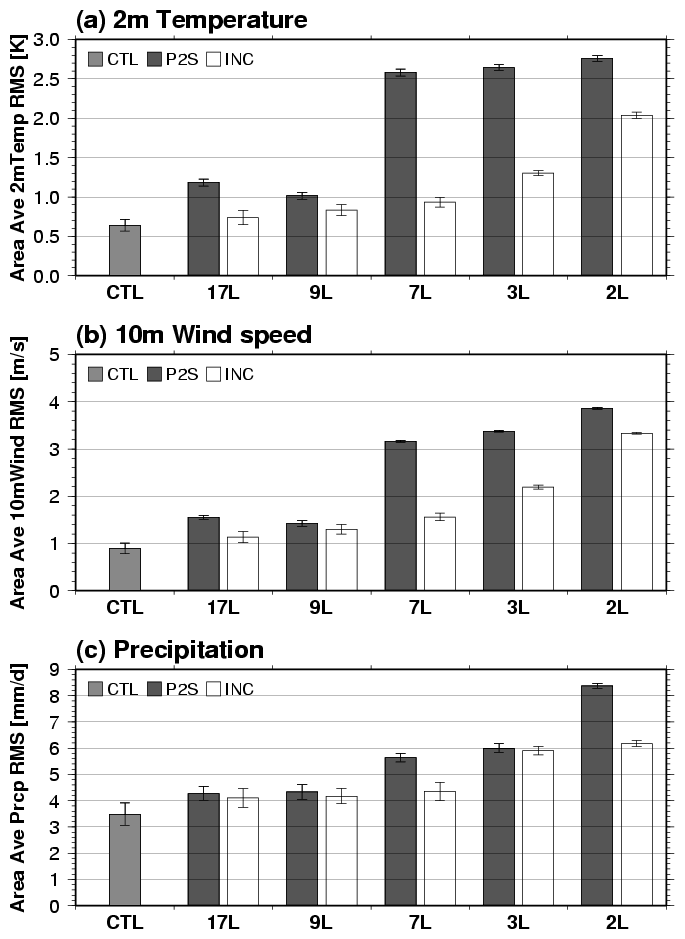 (a) 2m Temperature
Area Ave 2mTemp RMS [K]
3.0
2.5
2.0
1.5
1.0
0.5
0.0
CTL P2S INC
CTL 17L 9L 7L 3L 2L
(b) 10m Wind speed
Area Ave 10mWind RMS [m/s]
5
4
3
2
1
0
CTL P2S INC
CTL 17L 9L 7L 3L 2L
(c) Precipitation
Area Ave Prcp RMS [mm/d]
9
8
7
6
5
4
3
2
1
0
CTL P2S INC
CTL 17L 9L 7L 3L 2L